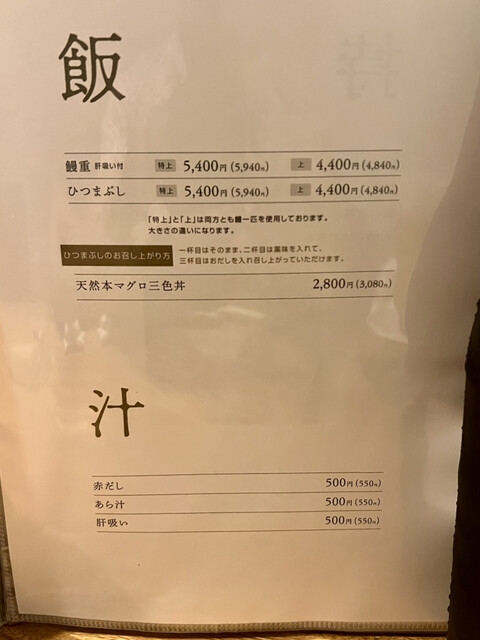 飯
鰻重 肝吸い付 特上 5,400円(5,940円) 上 4,400円(4,840円)
ひつまぶし 特上 5,400円(5,940円) 上 4,400円(4,840円)
「特上」と「上」は両方とも鰻一匹を使用しております。
大きさの違いになります。
ひつまぶしのお召し上がり方 一杯目はそのまま、二杯目は薬味を入れて、
三杯目はおだしを入れ召し上がっていただけます。
天然本マグロ三色丼 2,800円(3,080円)
汁
赤だし 500円(550円)
あら汁 500円(550円)
肝吸い 500円(550円)